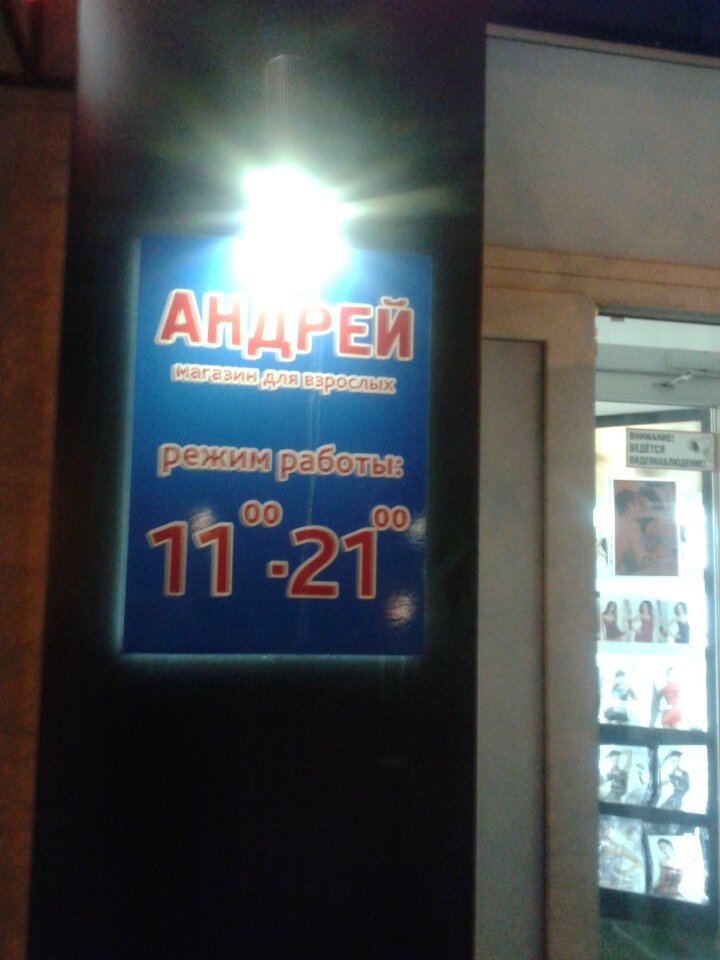 АНДРЕЙ
магазин для взрослых
режим работы:
11 00 - 21 00
ВНИМАНИЕ!
ВЕДЁТСЯ
ВИДЕОНАБЛЮДЕНИЕ!